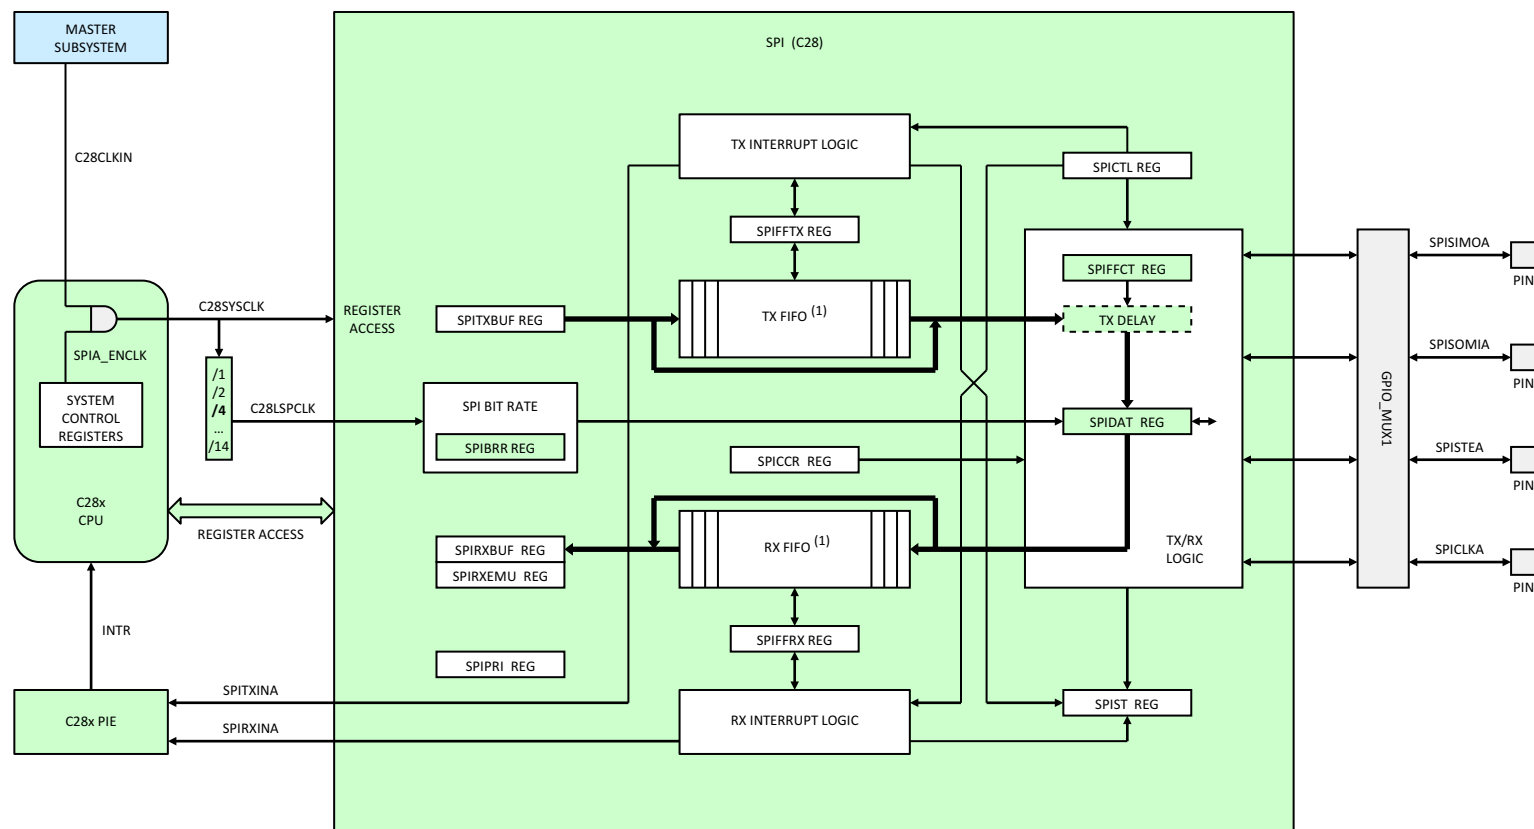 MASTER
SUBSYSTEM
SPI (C28)
C28CLKIN
TX INTERRUPT LOGIC
SPICTL REG
SPIFFTX REG
SPISIMOA
PIN
SPIFFCT REG
C28SYSCLK
REGISTER
ACCESS
SPITXBUF REG
TX FIFO (1)
TX DELAY
SPIA_ENCLK
SPISOMIA
PIN
/1
/2
/4
...
/14
SYSTEM
CONTROL
REGISTERS
C28LSPCLK
SPI BIT RATE
SPIBRR REG
SPIDAT REG
GPIO_MUX1
SPICCR REG
SPISTEA
PIN
C28x
CPU
REGISTER ACCESS
SPIRXBUF REG
SPIRXEMU REG
RX FIFO (1)
TX/RX
LOGIC
SPICLKA
PIN
INTR
SPIFFRX REG
SPIPRI REG
SPITXINA
C28x PIE
RX INTERRUPT LOGIC
SPIST REG
SPIRXINA